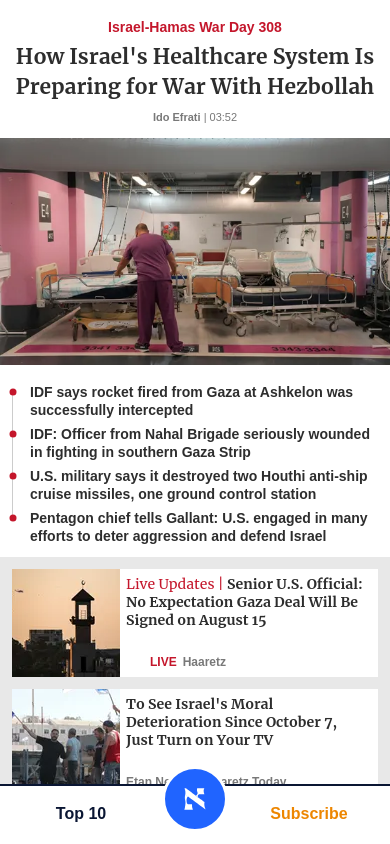 Israel-Hamas War Day 308
How Israel's Healthcare System Is
Preparing for War With Hezbollah
Ido Efrati | 03:52
E4
E4
IDF says rocket fired from Gaza at Ashkelon was
successfully intercepted
IDF: Officer from Nahal Brigade seriously wounded
in fighting in southern Gaza Strip
U.S. military says it destroyed two Houthi anti-ship
cruise missiles, one ground control station
Pentagon chief tells Gallant: U.S. engaged in many
efforts to deter aggression and defend Israel
Live Updates | Senior U.S. Official:
No Expectation Gaza Deal Will Be
Signed on August 15
LIVE Haaretz
To See Israel's Moral
Deterioration Since October 7,
Just Turn on Your TV
Etan Today
Top 10
Subscribe